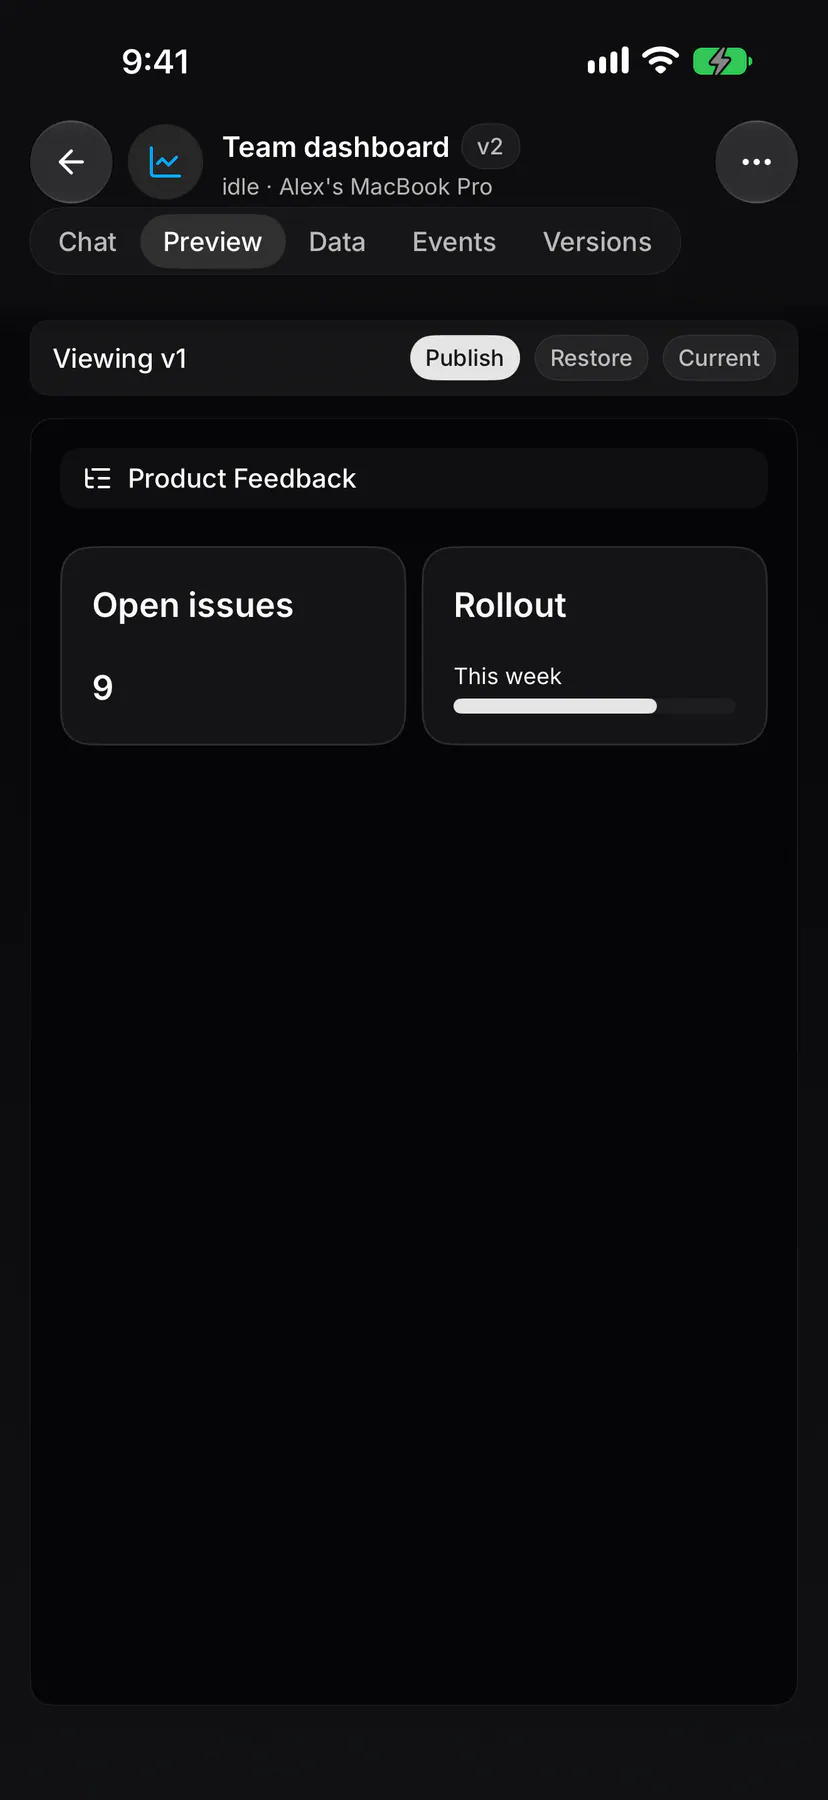 9:41
Team dashboard v2
idle · Alex's MacBook Pro
Chat Preview Data Events Versions
Viewing v1 Publish Restore Current
Product Feedback
Open issues
9
Rollout
This week